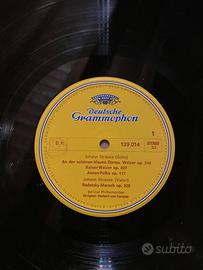 Deutsche
Grammophon
D.P.
139 014
1
STEREO
33
Johann Strauss (Sohn)
An der schönen blauen Donau, Walzer op. 314
Kaiser-Walzer op. 437
Annen-Polka op. 117
Johann Strauss (Vater)
Radetzky-Marsch op. 228
Berliner Philharmoniker
Dirigent: Herbert von Karajan
subito